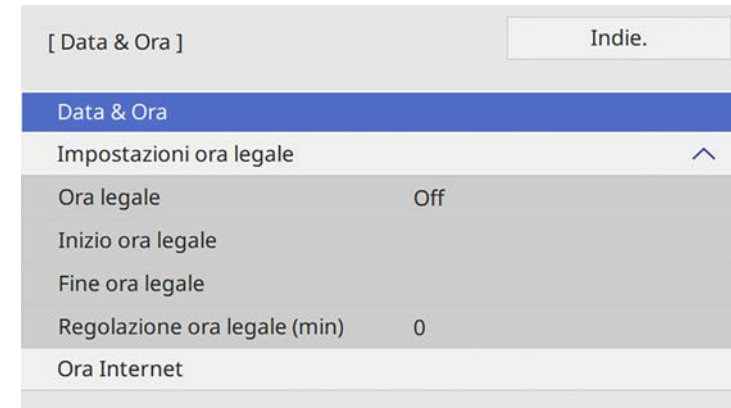 [ Data & Ora ]
Indie.
Data & Ora
Impostazioni ora legale
Ora legale Off
Inizio ora legale
Fine ora legale
Regolazione ora legale (min) 0
Ora Internet